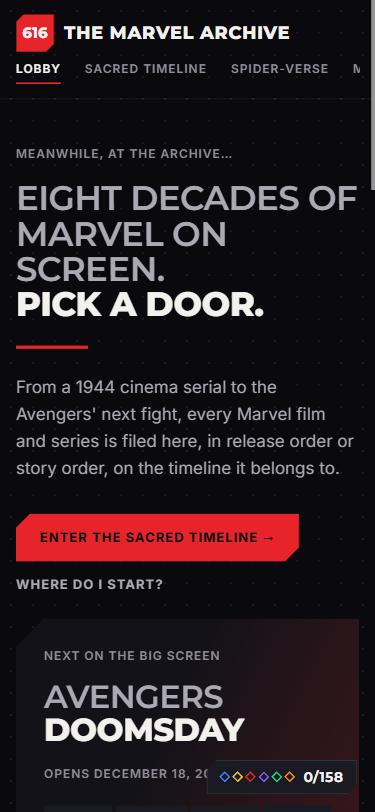 616 THE MARVEL ARCHIVE
LOBBY SACRED TIMELINE SPIDER-VERSE
MEANWHILE, AT THE ARCHIVE...
EIGHT DECADES OF
MARVEL ON
SCREEN.
PICK A DOOR.
From a 1944 cinema serial to the
Avengers' next fight, every Marvel film
and series is filed here, in release order or
story order, on the timeline it belongs to.
ENTER THE SACRED TIMELINE →
WHERE DO I START?
NEXT ON THE BIG SCREEN
AVENGERS
DOOMSDAY
OPENS DECEMBER 18,
0/158